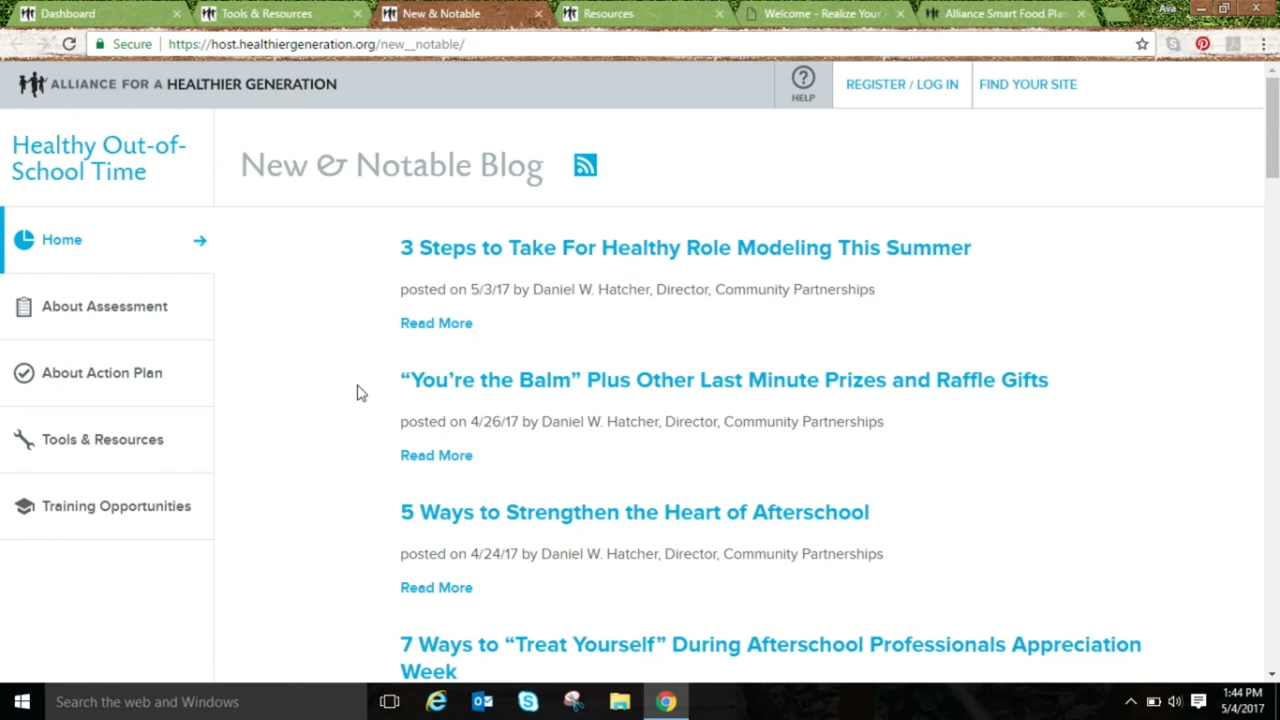 Dashboard
Tools & Resources
New & Notable
Resources
Welcome - Realize Your
Alliance Smart Food Plan
Ava
Secure
https://host.healthiergeneration.org/new__notable/
ALLIANCE FOR A HEALTHIER GENERATION
HELP
REGISTER / LOG IN
FIND YOUR SITE
Healthy Out-of-
School Time
New & Notable Blog
Home
About Assessment
About Action Plan
Tools & Resources
Training Opportunities
3 Steps to Take For Healthy Role Modeling This Summer
posted on 5/3/17 by Daniel W. Hatcher, Director, Community Partnerships
Read More
“You’re the Balm” Plus Other Last Minute Prizes and Raffle Gifts
posted on 4/26/17 by Daniel W. Hatcher, Director, Community Partnerships
Read More
5 Ways to Strengthen the Heart of Afterschool
posted on 4/24/17 by Daniel W. Hatcher, Director, Community Partnerships
Read More
7 Ways to “Treat Yourself” During Afterschool Professionals Appreciation
Week
Search the web and Windows
1:44 PM
5/4/2017